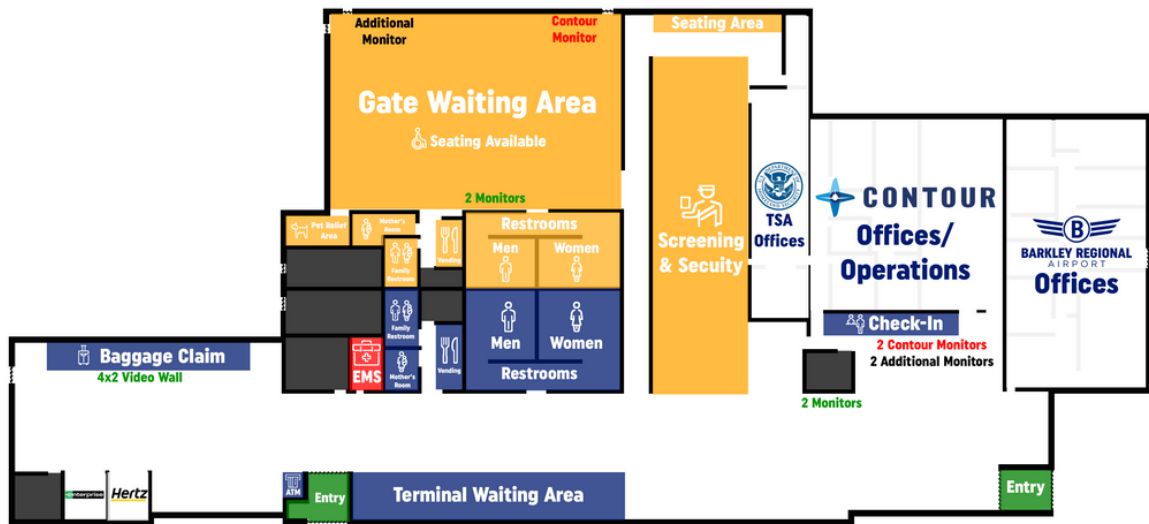 Additional
Monitor
Contour
Monitor
Seating Area
Gate Waiting Area
Seating Available
2 Monitors
Pet Relief
Area
Mother's
Room
Family
Restroom
Vending
Restrooms
Men
Women
Screening
& Secuity
TSA
Offices
CONTOUR
Offices/
Operations
B
BARKLEY REGIONAL
AIRPORT
Offices
Check-In
2 Contour Monitors
2 Additional Monitors
2 Monitors
Family
Restroom
Mother's
Room
Vending
Men
Women
Restrooms
EMS
Baggage Claim
4x2 Video Wall
enterprise
Hertz
ATM
Entry
Terminal Waiting Area
Entry